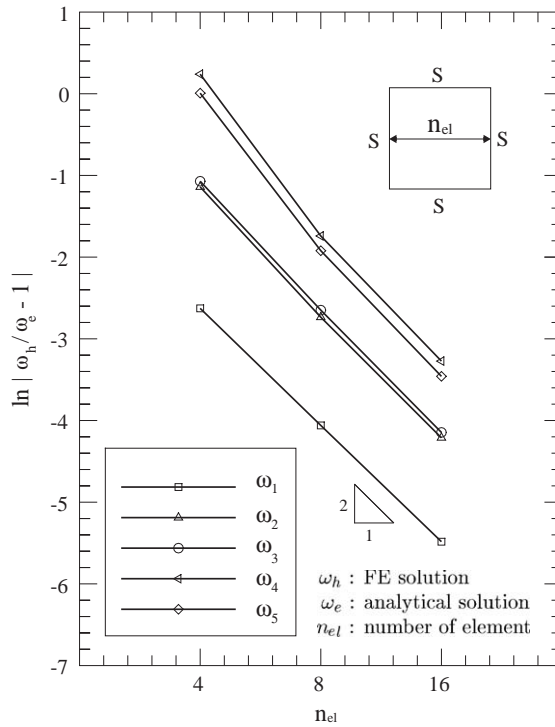 ln | ω_h/ω_e - 1 |
1
0
-1
-2
-3
-4
-5
-6
-7
S
S
n_el
S
S
ω_1
ω_2
ω_3
ω_4
ω_5
2
1
ω_h : FE solution
ω_e : analytical solution
n_el : number of element
4
8
16
n_el